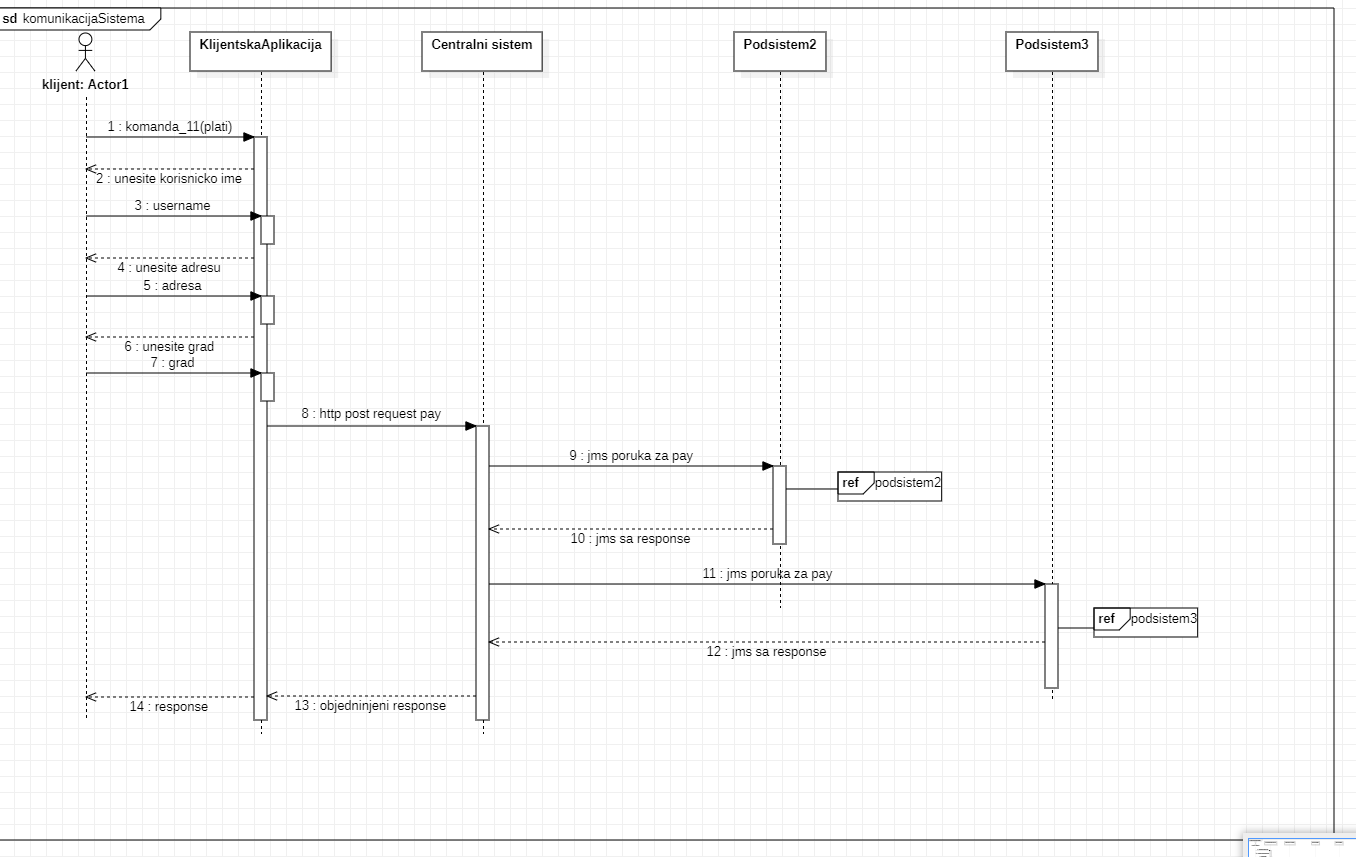 sd komunikacijaSistema
KlijentskaAplikacija
Centralni sistem
Podsistem2
Podsistem3
klijent: Actor1
1 : komanda_11(plati)
2 : unesite korisnicko ime
3 : username
4 : unesite adresu
5 : adresa
6 : unesite grad
7 : grad
8 : http post request pay
9 : jms poruka za pay
ref podsistem2
10 : jms sa response
11 : jms poruka za pay
ref podsistem3
12 : jms sa response
13 : objedninjeni response
14 : response